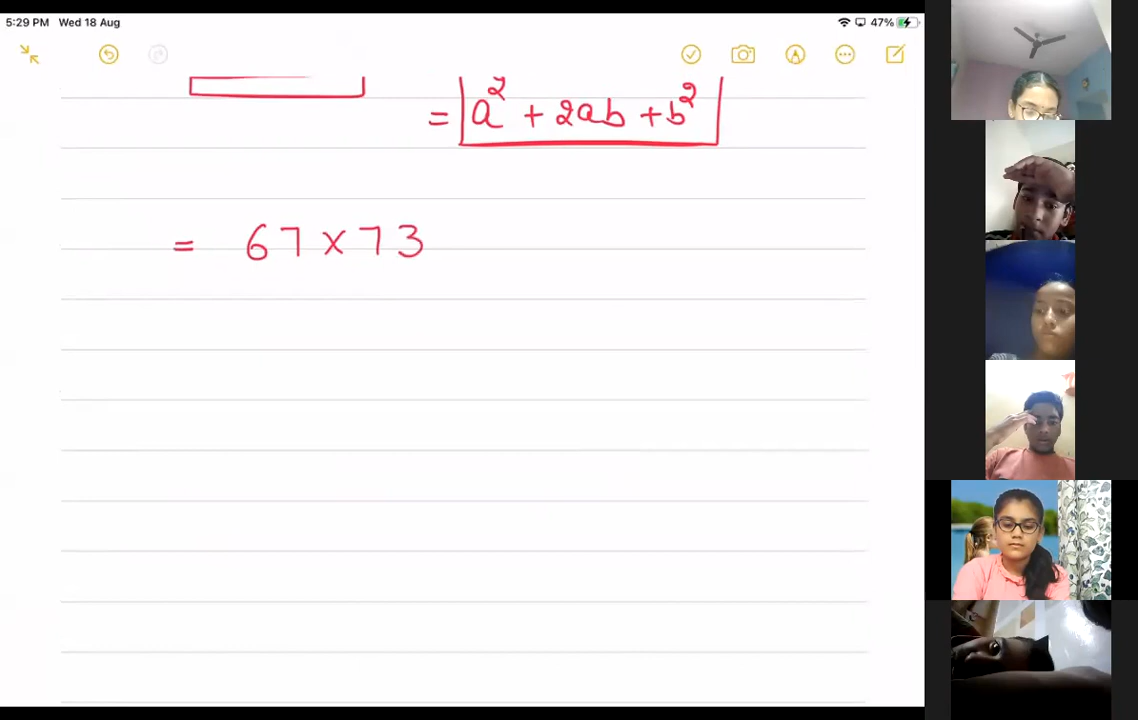 5:29 PM Wed 18 Aug 47%
= a² + 2ab + b²
= 67 × 73